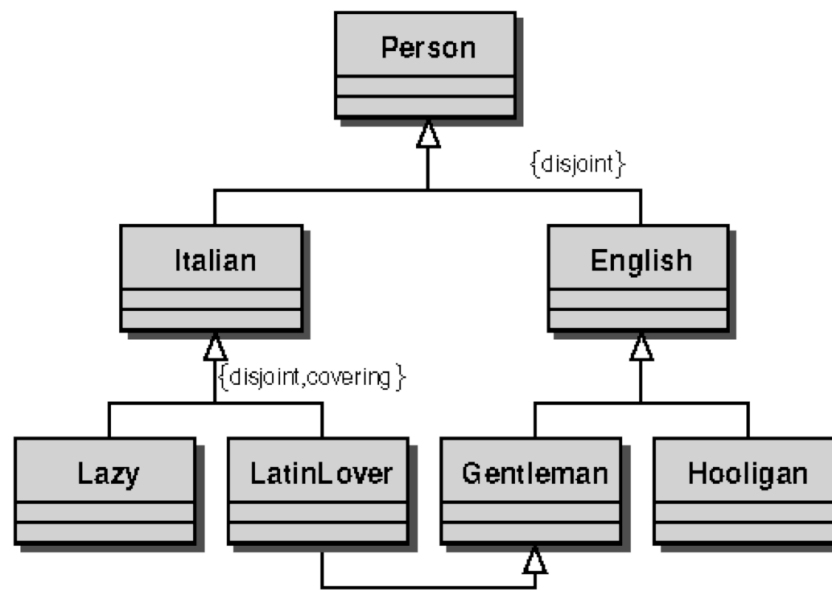 Person
{disjoint}
Italian
English
{disjoint,covering}
Lazy
LatinLover
Gentleman
Hooligan